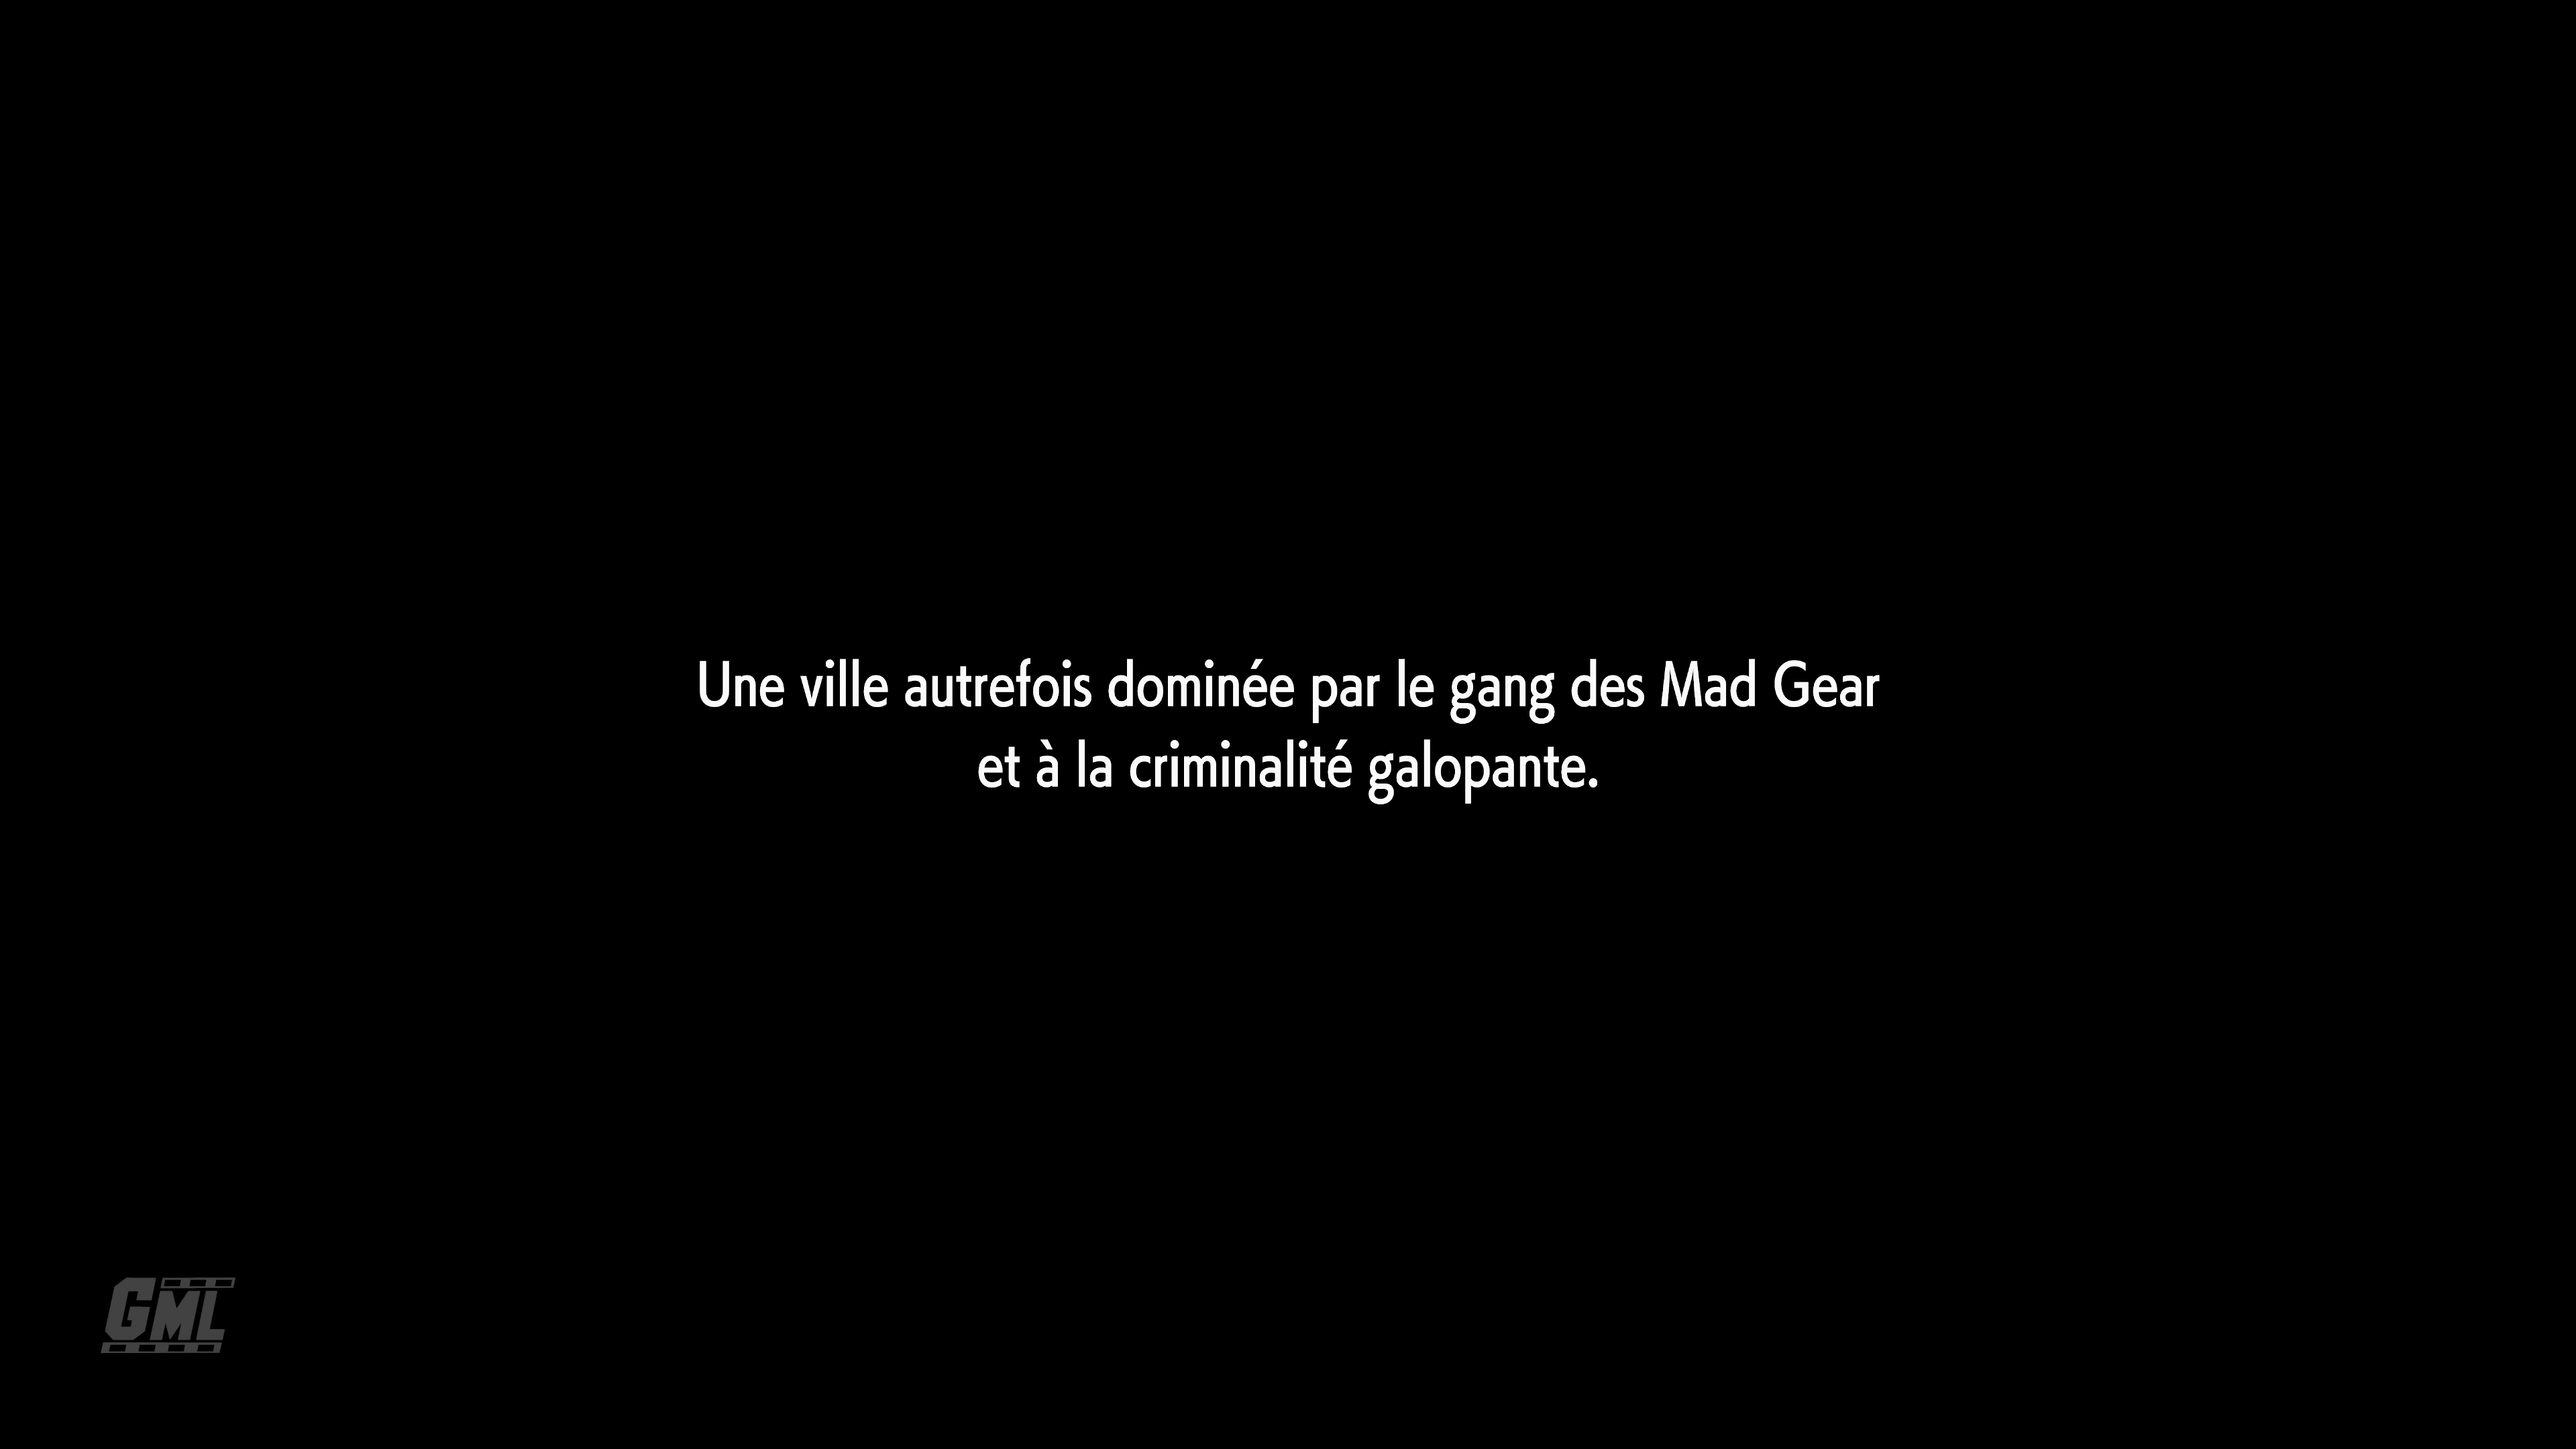 Une ville autrefois dominée par le gang des Mad Gear
et à la criminalité galopante.
GML